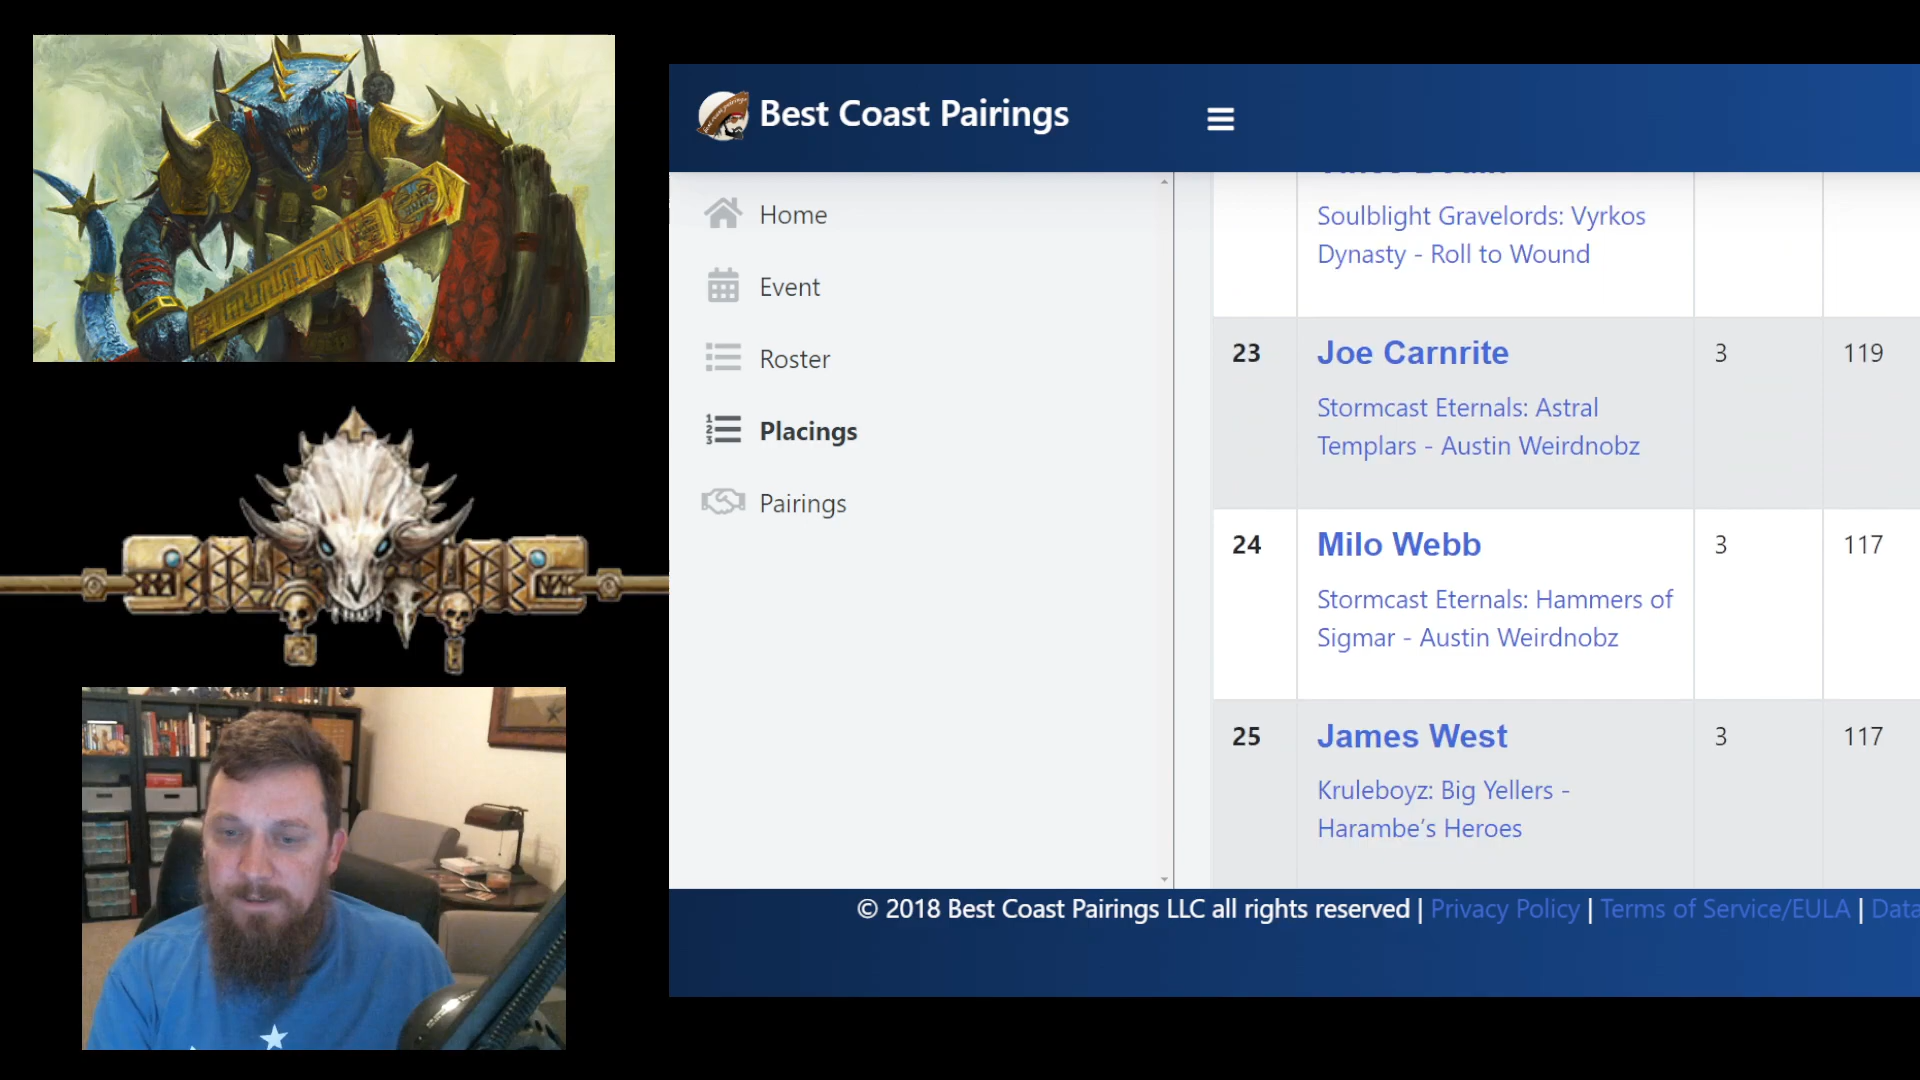 Best Coast Pairings
Home
Event
Roster
Placings
Pairings
Soulblight Gravelords: Vyrkos
Dynasty - Roll to Wound
23 Joe Carnrite 3 119
Stormcast Eternals: Astral
Templars - Austin Weirdnobz
24 Milo Webb 3 117
Stormcast Eternals: Hammers of
Sigmar - Austin Weirdnobz
25 James West 3 117
Kruleboyz: Big Yellers -
Harambe’s Heroes
© 2018 Best Coast Pairings LLC all rights reserved | Privacy Policy | Terms of Service/EULA | Data